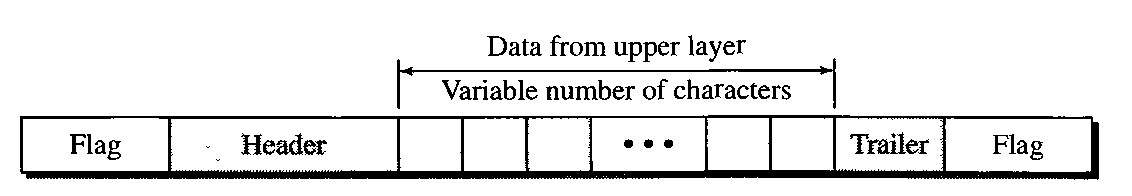 Data from upper layer
Variable number of characters
Flag Header ••• Trailer Flag